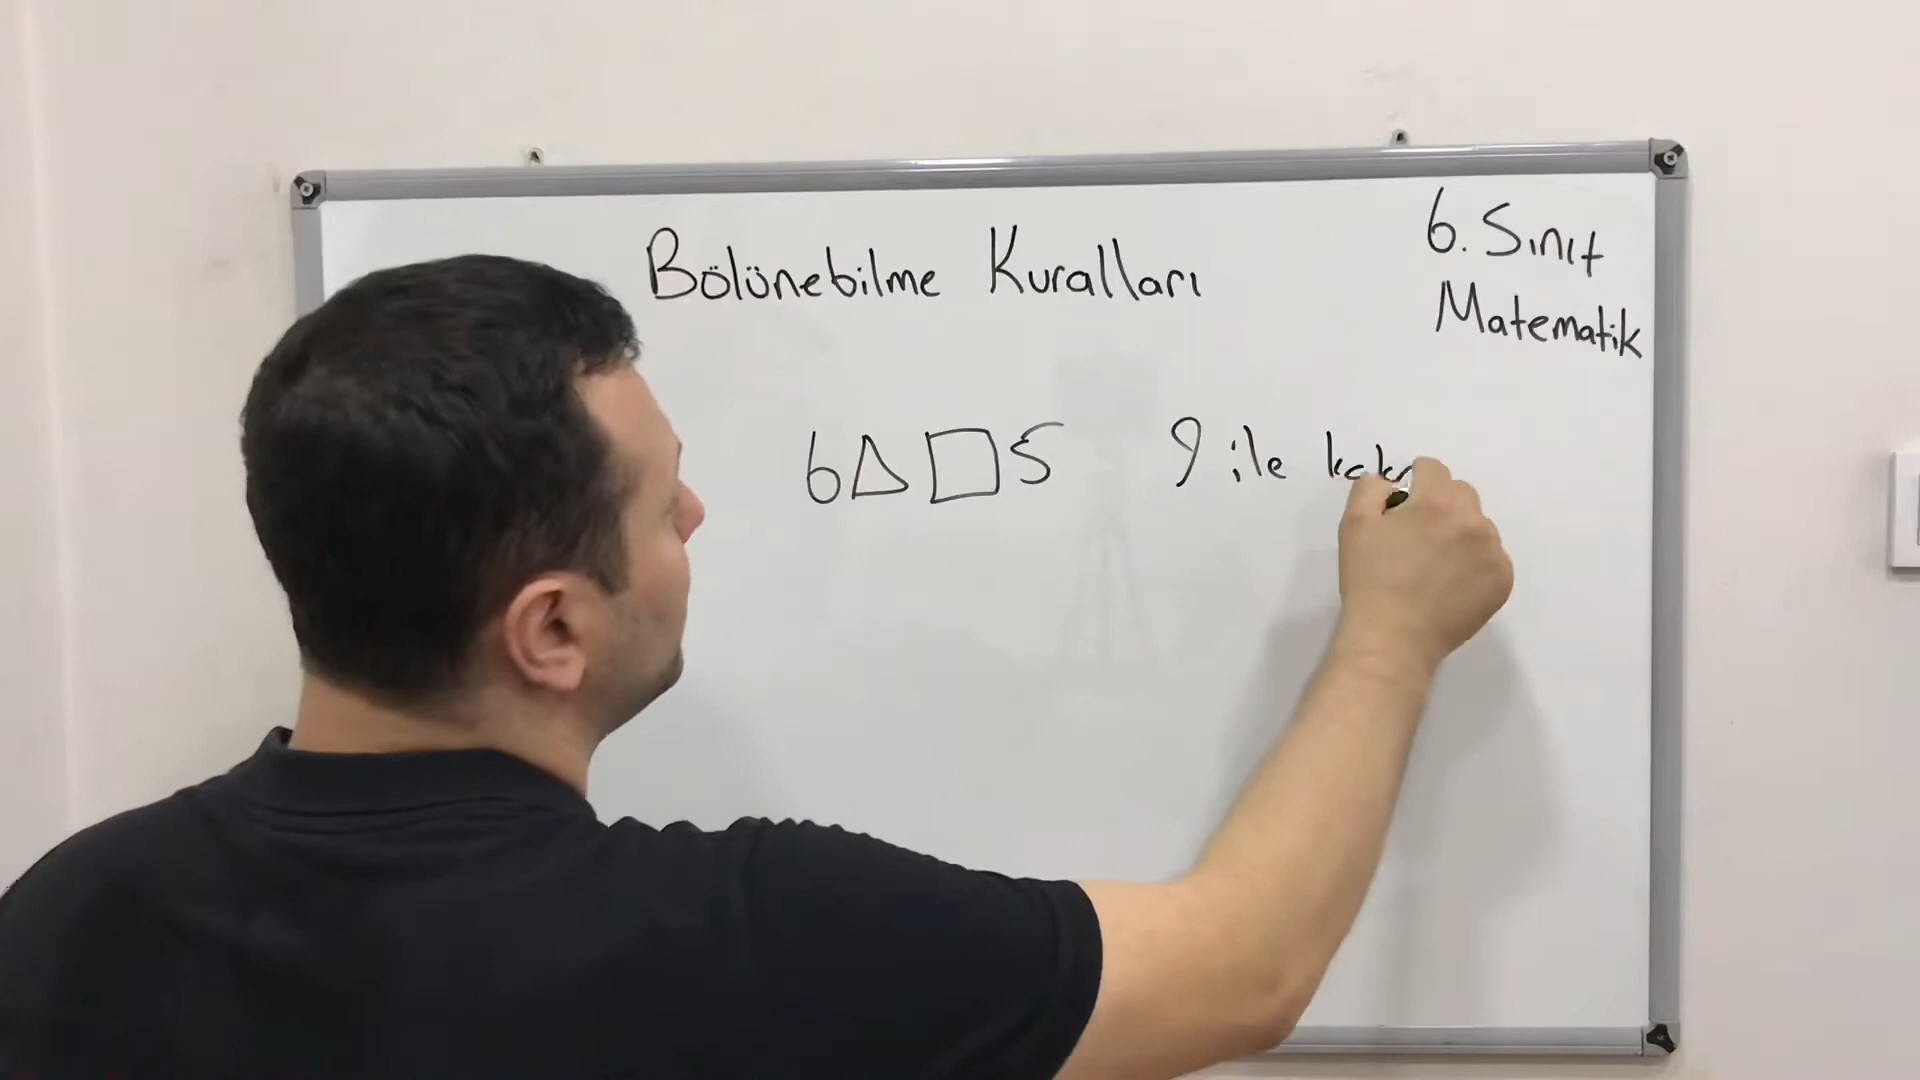 Bölünebilme Kuralları
6. Sınıf
Matematik
6△□5 9 ile